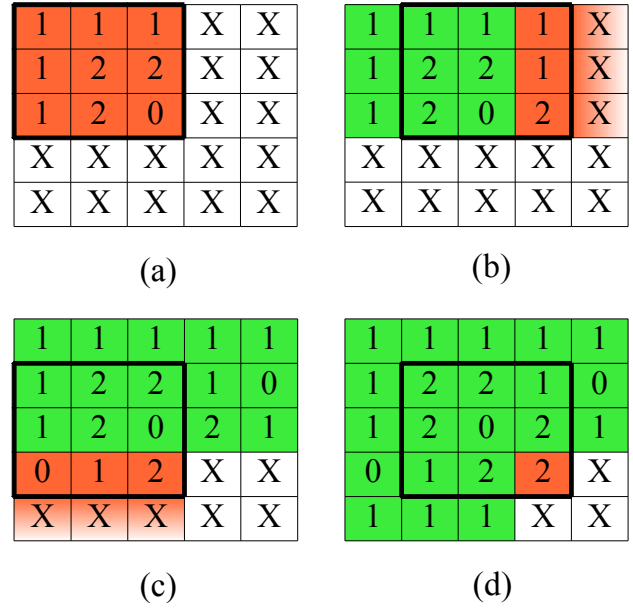 1 1 1 X X
1 2 2 X X
1 2 0 X X
X X X X X
X X X X X
(a)
1 1 1 1 X
1 2 2 1 X
1 2 0 2 X
X X X X X
X X X X X
(b)
1 1 1 1 1
1 2 2 1 0
1 2 0 2 1
0 1 2 X X
X X X X X
(c)
1 1 1 1 1
1 2 2 1 0
1 2 0 2 1
0 1 2 2 X
1 1 1 X X
(d)